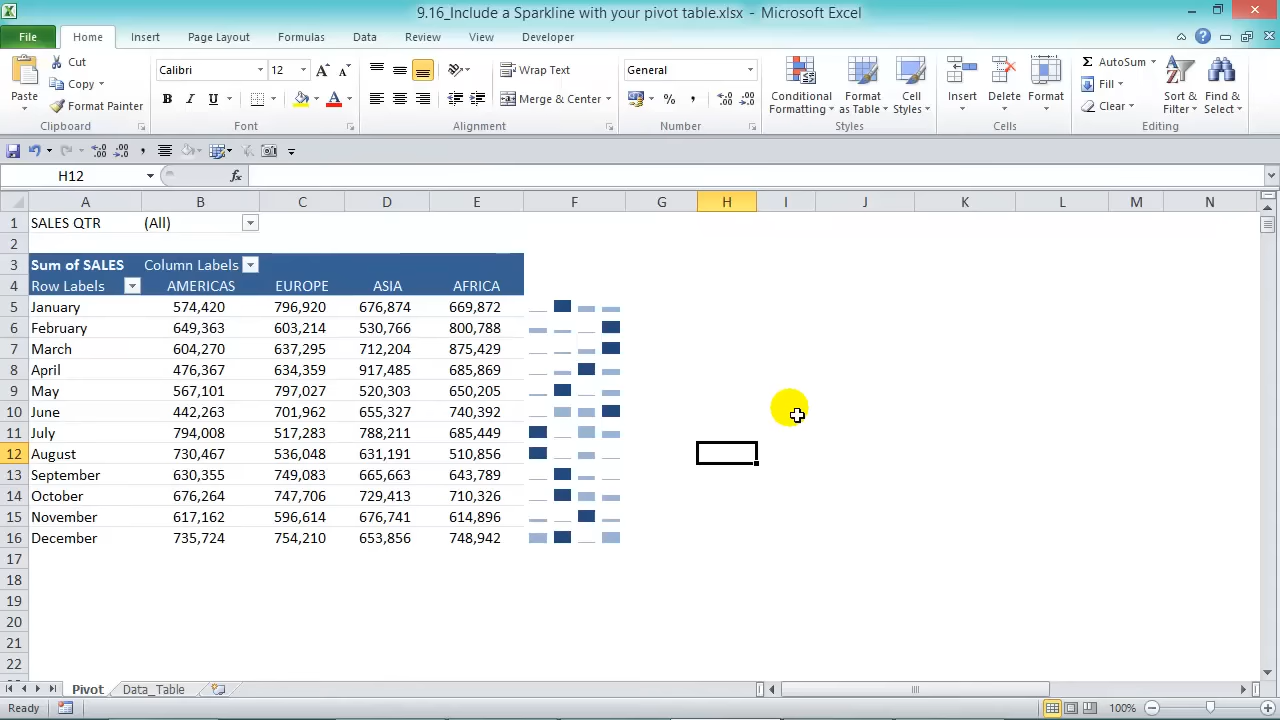 9.16_Include a Sparkline with your pivot table.xlsx - Microsoft Excel
File Home Insert Page Layout Formulas Data Review View Developer
Paste
Cut
Copy
Format Painter
Clipboard
Calibri 12
B I U
Font
Wrap Text
Merge & Center
Alignment
General
% ,
Number
Conditional Formatting
Format as Table
Cell Styles
Styles
Insert
Delete
Format
Cells
AutoSum
Fill
Clear
Sort & Filter
Find & Select
Editing
H12 fx
A B C D E F G H I J K L M N
1 SALES QTR (All)
2
3 Sum of SALES Column Labels
4 Row Labels AMERICAS EUROPE ASIA AFRICA
5 January 574,420 796,920 676,874 669,872
6 February 649,363 603,214 530,766 800,788
7 March 604,270 637,295 712,204 875,429
8 April 476,367 634,359 917,485 685,869
9 May 567,101 797,027 520,303 650,205
10 June 442,263 701,962 655,327 740,392
11 July 794,008 517,283 788,211 685,449
12 August 730,467 536,048 631,191 510,856
13 September 630,355 749,083 665,663 643,789
14 October 676,264 747,706 729,413 710,326
15 November 617,162 596,614 676,741 614,896
16 December 735,724 754,210 653,856 748,942
17
18
19
20
21
22
Pivot Data_Table
Ready 100%